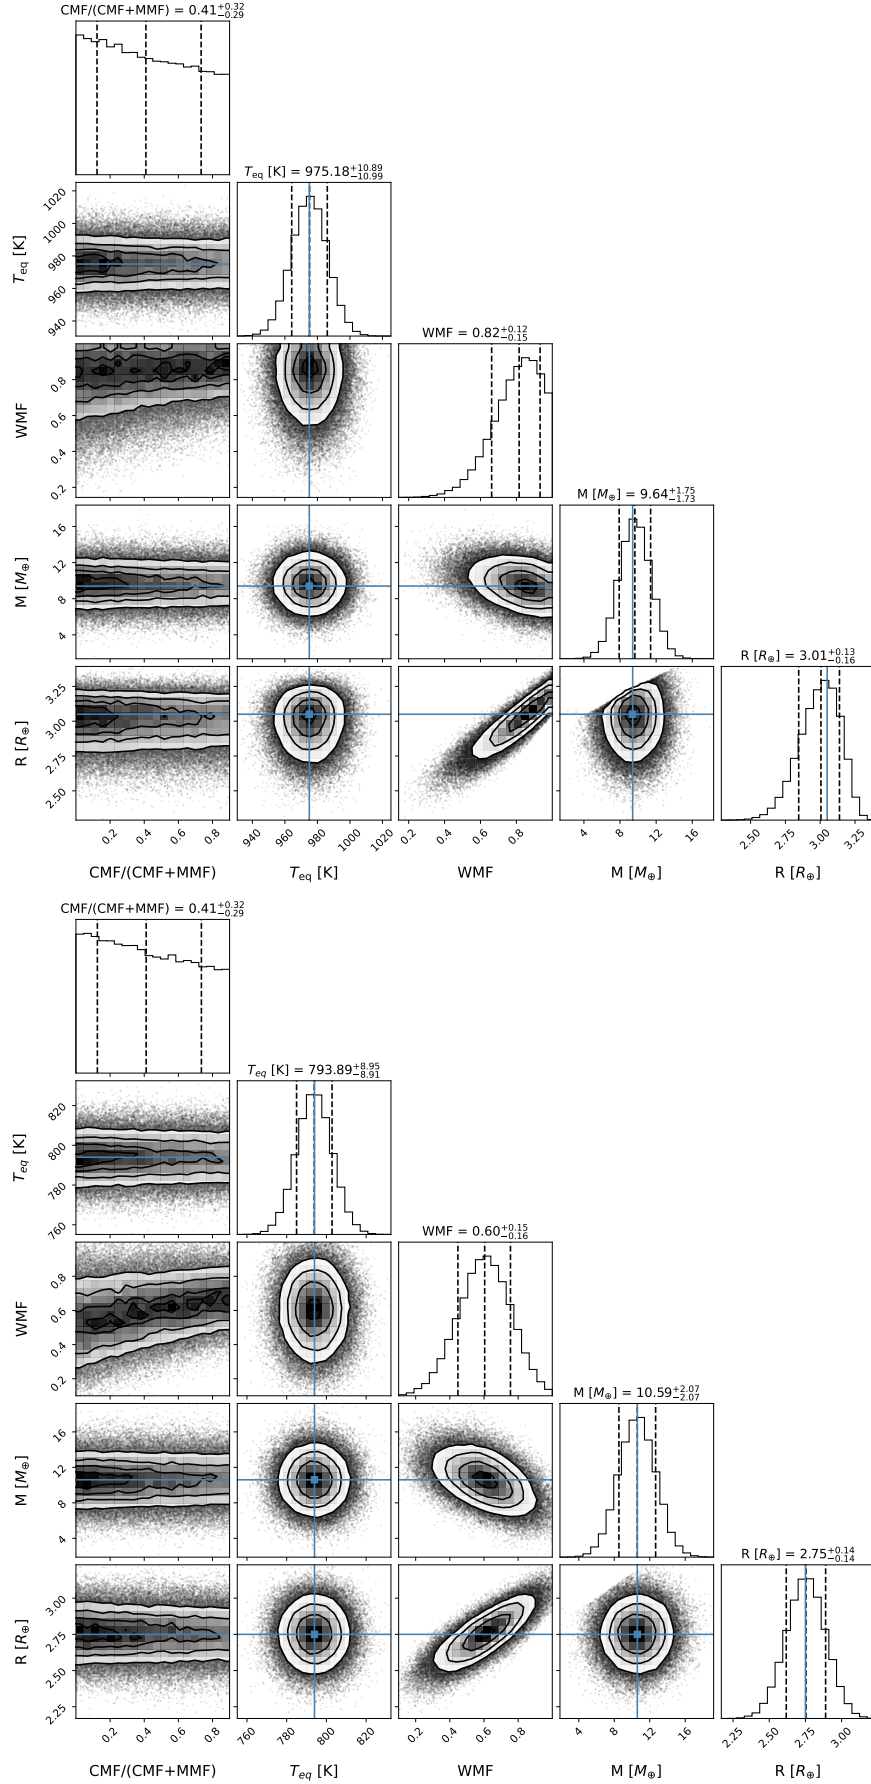 CMF/(CMF+MMF) = 0.41+0.32 −0.29
Teq [K] = 975.18+10.89 −10.99
1020
1000
980
960
940
Teq [K]
WMF = 0.82+0.12 −0.15
0.8
0.6
0.4
0.2
WMF
M [M⊕] = 9.64+1.75 −1.73
16
12
8
4
M [M⊕]
R [R⊕] = 3.01+0.13 −0.16
3.25
3.00
2.75
2.50
R [R⊕]
0.2 0.4 0.6 0.8 940 960 980 1000 1020 0.2 0.4 0.6 0.8 4 8 12 16 2.50 2.75 3.00 3.25
CMF/(CMF+MMF) Teq [K] WMF M [M⊕] R [R⊕]
CMF/(CMF+MMF) = 0.41+0.32 −0.29
Teq [K] = 793.89+8.95 −8.91
820
800
780
760
Teq [K]
WMF = 0.60+0.15 −0.16
0.8
0.6
0.4
0.2
WMF
M [M⊕] = 10.59+2.07 −2.07
16
12
8
4
M [M⊕]
R [R⊕] = 2.75+0.14 −0.14
3.00
2.75
2.50
2.25
R [R⊕]
0.2 0.4 0.6 0.8 760 780 800 820 0.2 0.4 0.6 0.8 4 8 12 16 2.25 2.50 2.75 3.00
CMF/(CMF+MMF) Teq [K] WMF M [M⊕] R [R⊕]